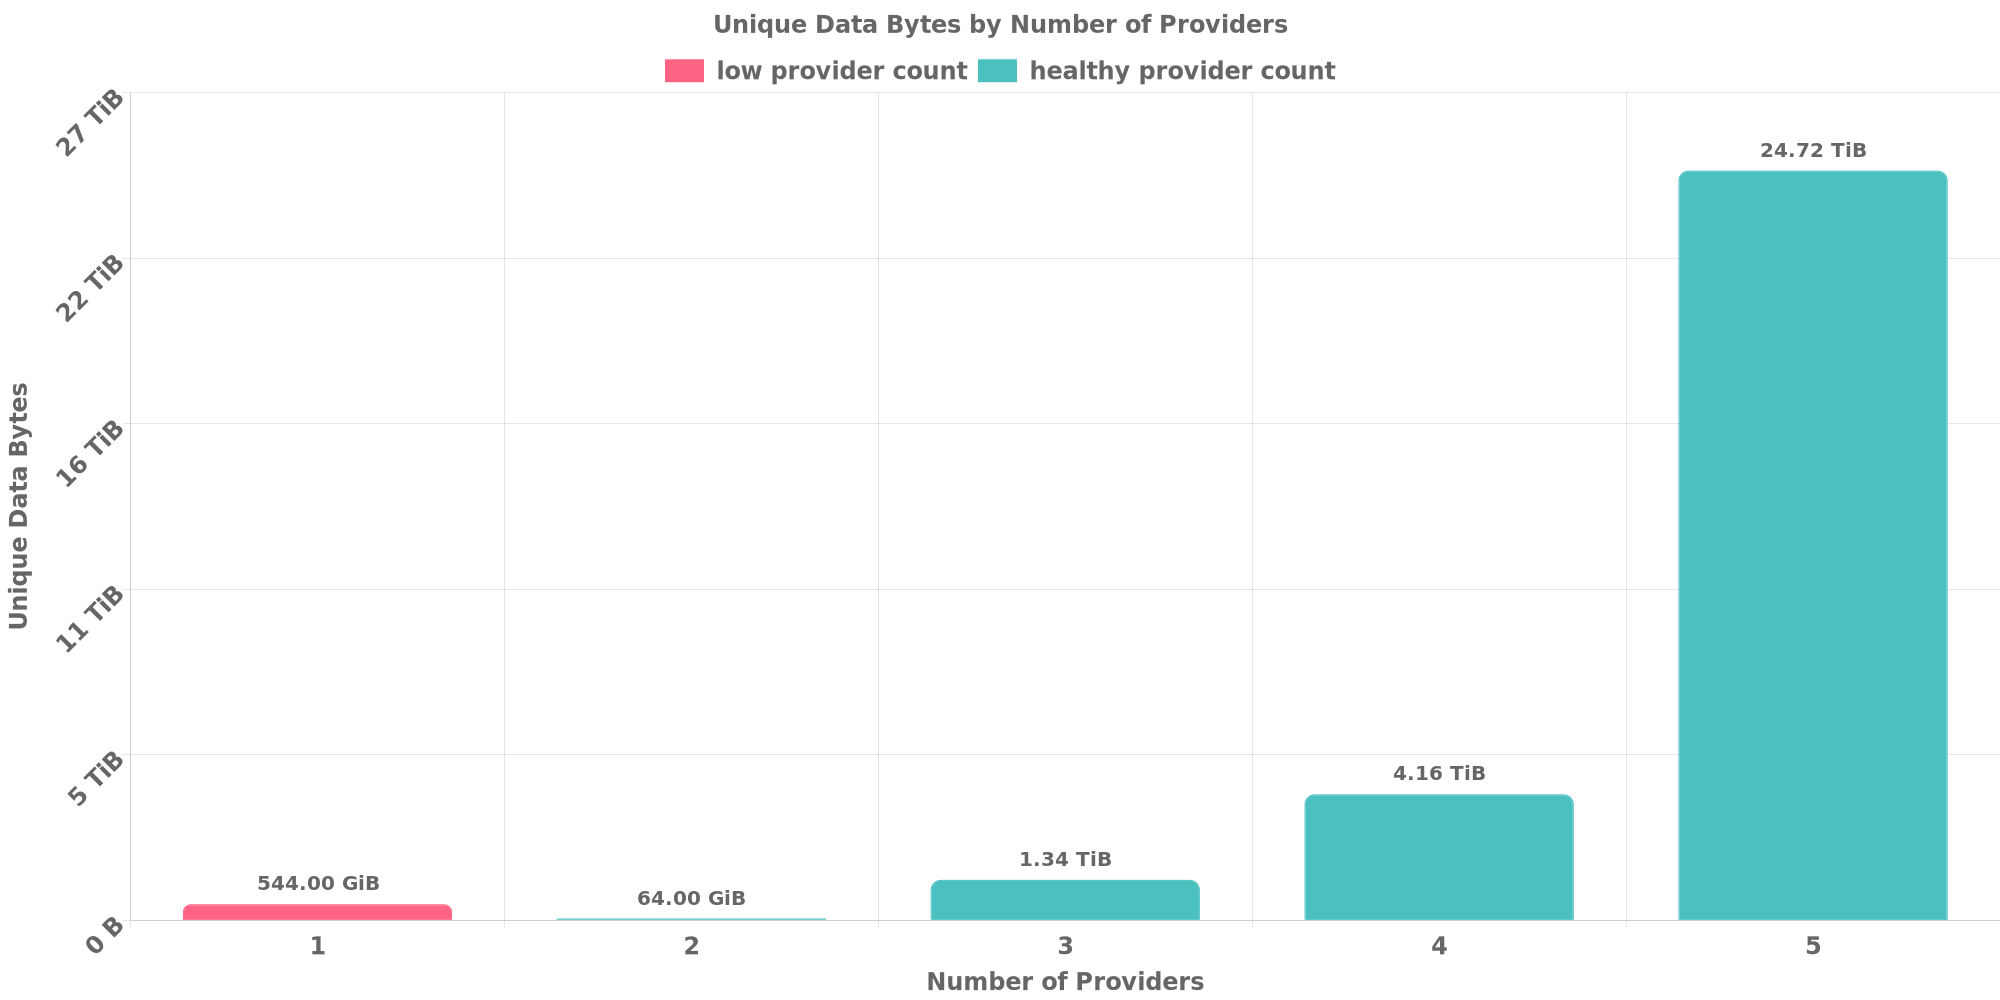 Unique Data Bytes by Number of Providers
low provider count healthy provider count
27 TiB
22 TiB
16 TiB
11 TiB
5 TiB
0 B
Unique Data Bytes
544.00 GiB
64.00 GiB
1.34 TiB
4.16 TiB
24.72 TiB
1 2 3 4 5
Number of Providers